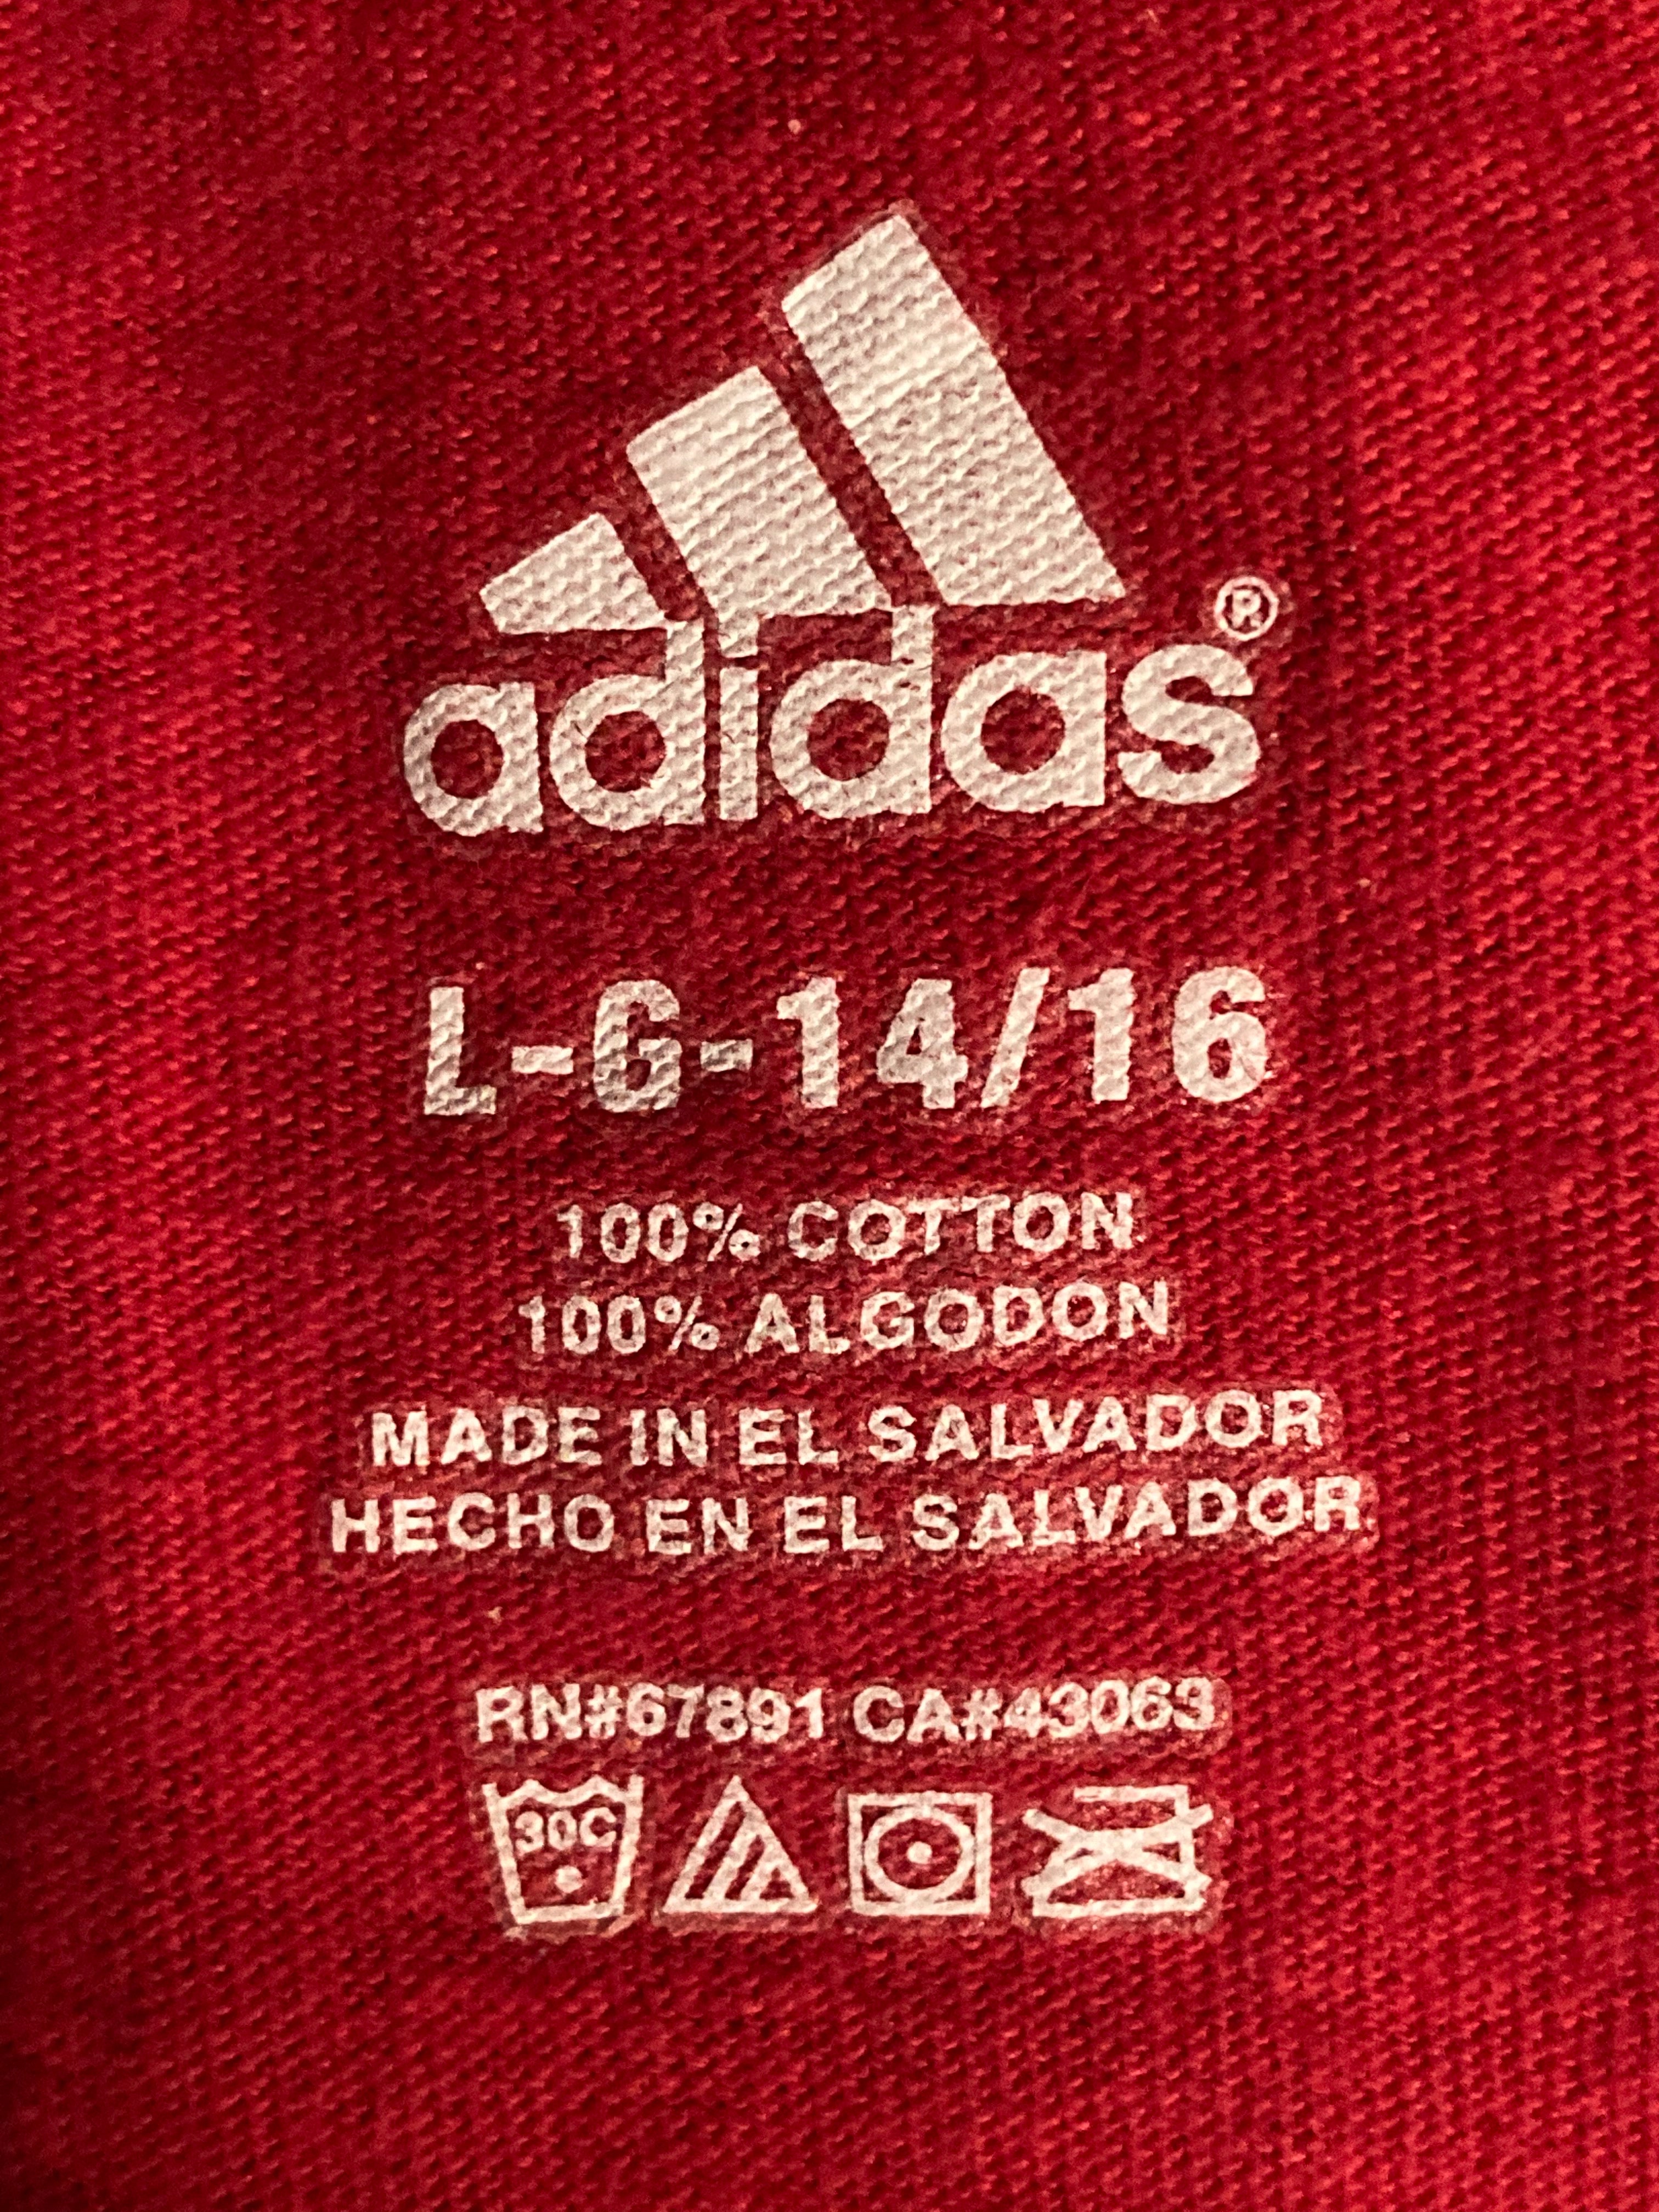 adidas®
L-G-14/16
100% COTTON
100% ALGODON
MADE IN EL SALVADOR
HECHO EN EL SALVADOR
RN#67891 CA#43063
30C